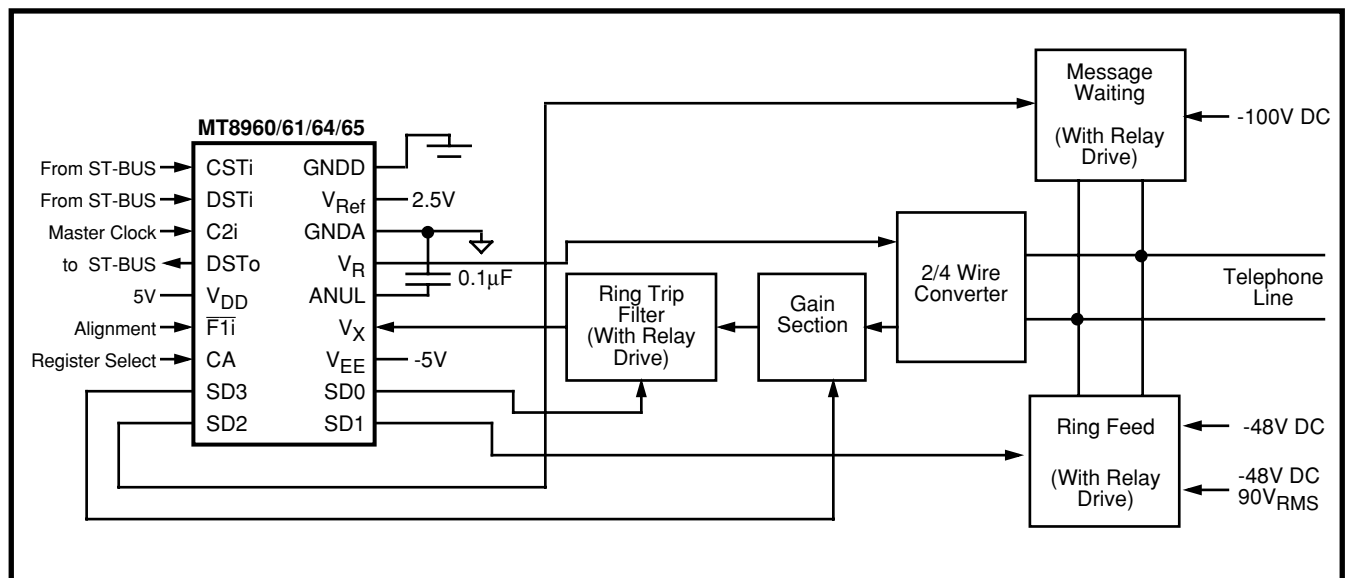 MT8960/61/64/65
From ST-BUS
From ST-BUS
Master Clock
to ST-BUS
5V
Alignment
Register Select
CSTi
DSTi
C2i
DSTo
VDD
F1i
CA
SD3
SD2
GNDD
VRef
GNDA
VR
ANUL
VX
VEE
SD0
SD1
2.5V
0.1µF
-5V
Ring Trip
Filter
(With Relay
Drive)
Gain
Section
2/4 Wire
Converter
Message
Waiting
(With Relay
Drive)
-100V DC
Telephone
Line
Ring Feed
(With Relay
Drive)
-48V DC
-48V DC
90VRMS